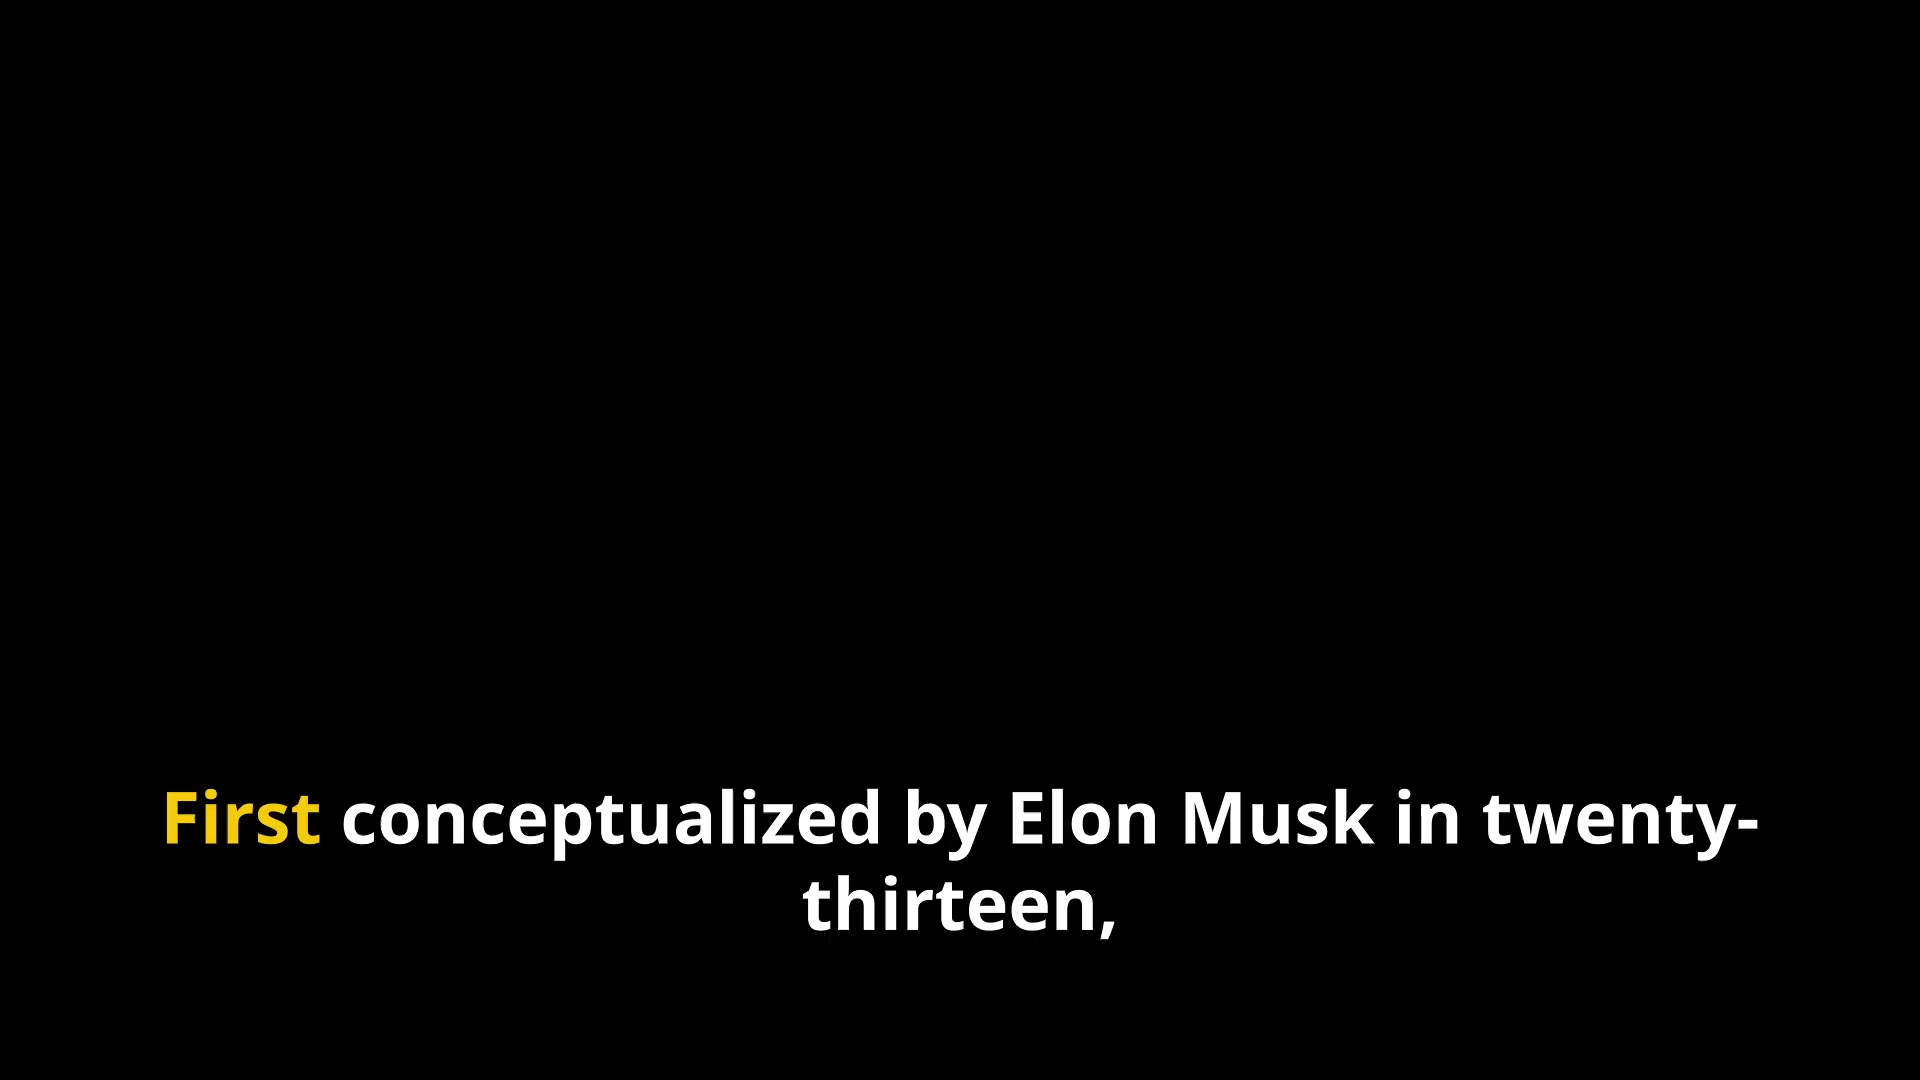 First conceptualized by Elon Musk in twenty-
thirteen,